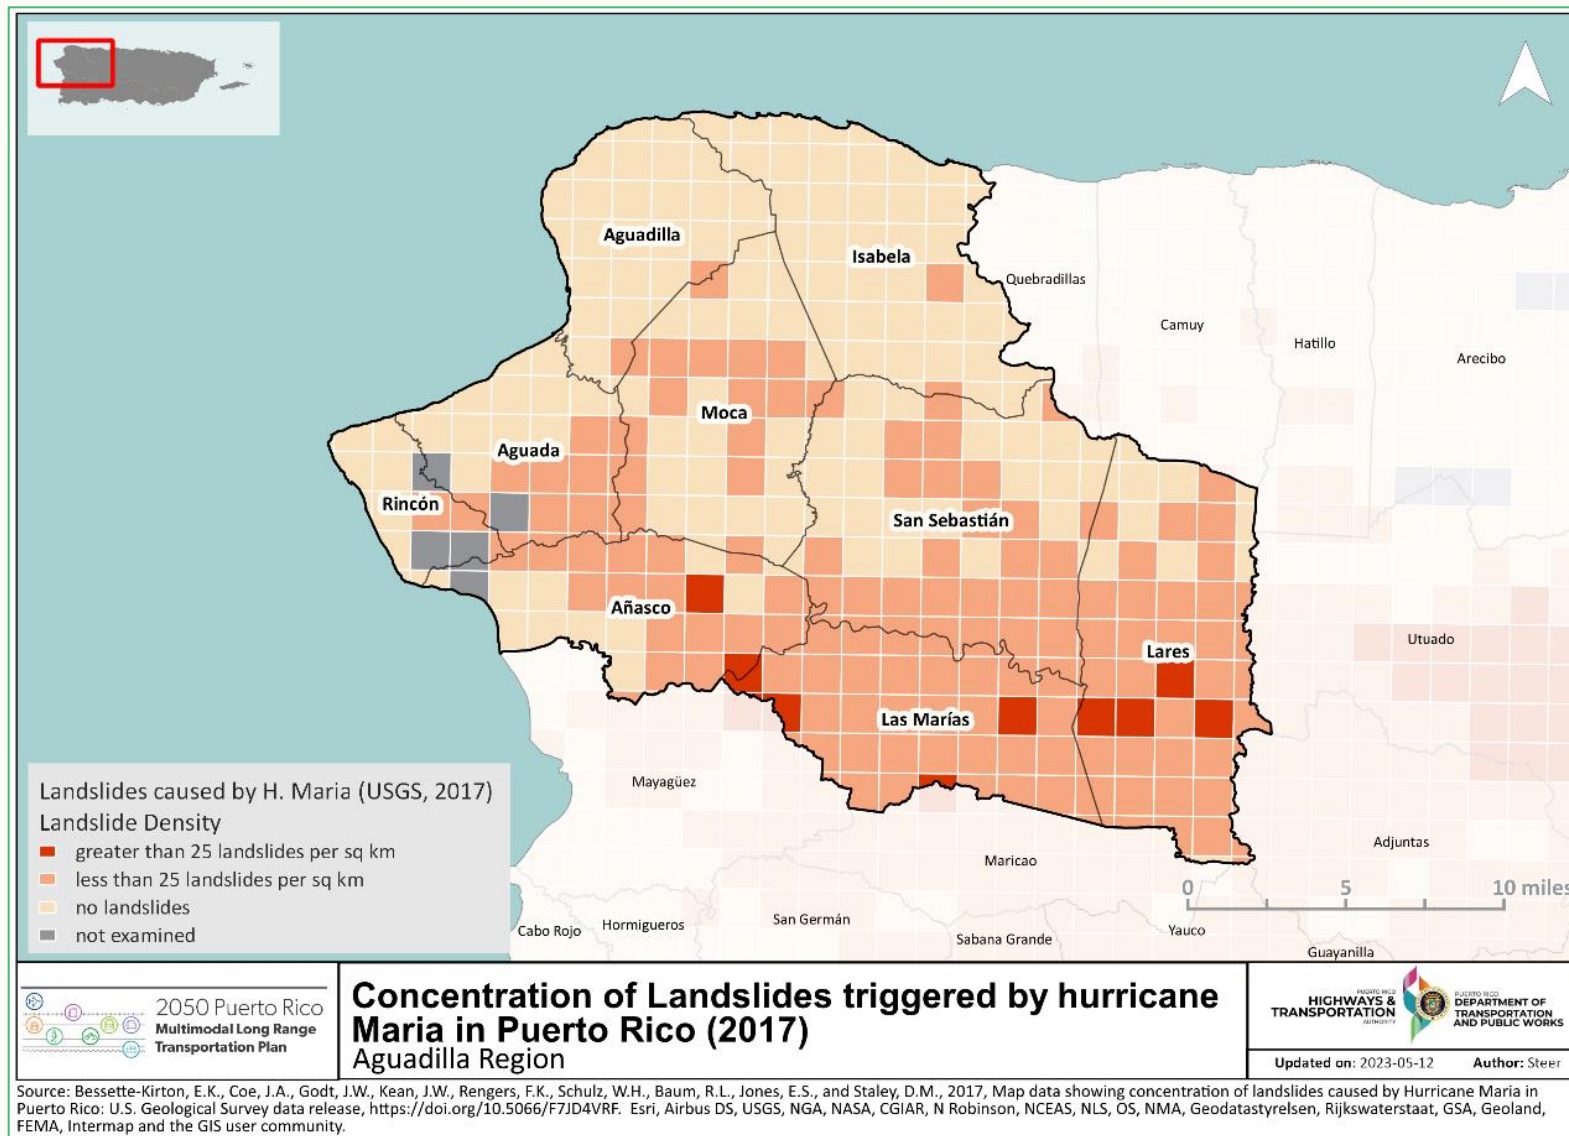 Aguadilla
Isabela
Quebradillas
Camuy
Hatillo
Arecibo
Moca
Aguada
Rincón
San Sebastián
Añasco
Lares
Utuado
Las Marías
Mayagüez
Adjuntas
Maricao
San Germán
Hormigueros
Cabo Rojo
Sabana Grande
Yauco
Guayanilla
0 5 10 miles
Landslides caused by H. Maria (USGS, 2017)
Landslide Density
greater than 25 landslides per sq km
less than 25 landslides per sq km
no landslides
not examined
2050 Puerto Rico
Multimodal Long Range
Transportation Plan
Concentration of Landslides triggered by hurricane
Maria in Puerto Rico (2017)
Aguadilla Region
PUERTO RICO
HIGHWAYS &
TRANSPORTATION
AUTHORITY
PUERTO RICO
DEPARTMENT OF
TRANSPORTATION
AND PUBLIC WORKS
Updated on: 2023-05-12 Author: Steer
Source: Bessette-Kirton, E.K., Coe, J.A., Godt, J.W., Kean, J.W., Rengers, F.K., Schulz, W.H., Baum, R.L., Jones, E.S., and Staley, D.M., 2017, Map data showing concentration of landslides caused by Hurricane Maria in
Puerto Rico: U.S. Geological Survey data release, https://doi.org/10.5066/F7JD4VRF. Esri, Airbus DS, USGS, NGA, NASA, CGIAR, N Robinson, NCEAS, NLS, OS, NMA, Geodatastyrelsen, Rijkswaterstaat, GSA, Geoland,
FEMA, Intermap and the GIS user community.